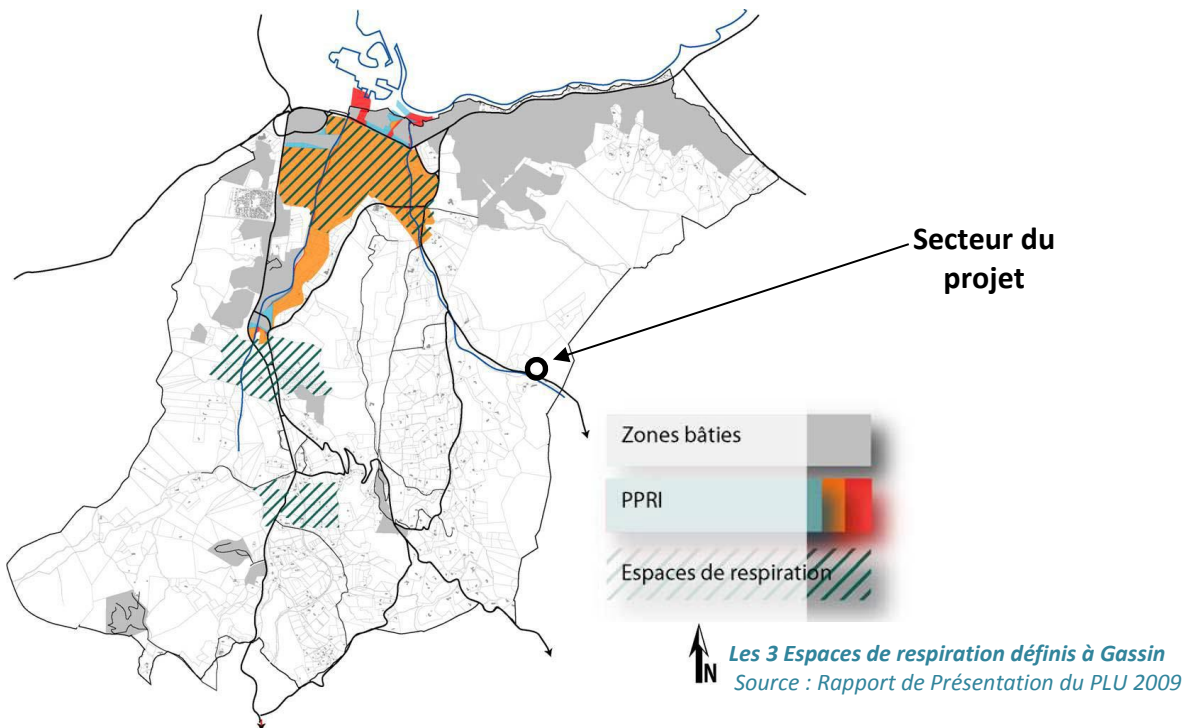 Secteur du
projet
Zones bâties
PPRI
Espaces de respiration
N
Les 3 Espaces de respiration définis à Gassin
Source : Rapport de Présentation du PLU 2009